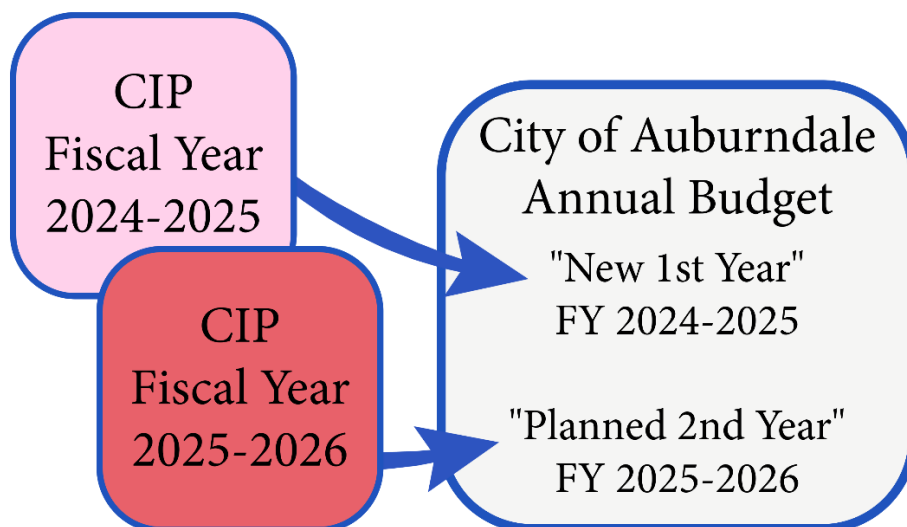 CIP
Fiscal Year
2024-2025
CIP
Fiscal Year
2025-2026
City of Auburndale
Annual Budget
"New 1st Year"
FY 2024-2025
"Planned 2nd Year"
FY 2025-2026